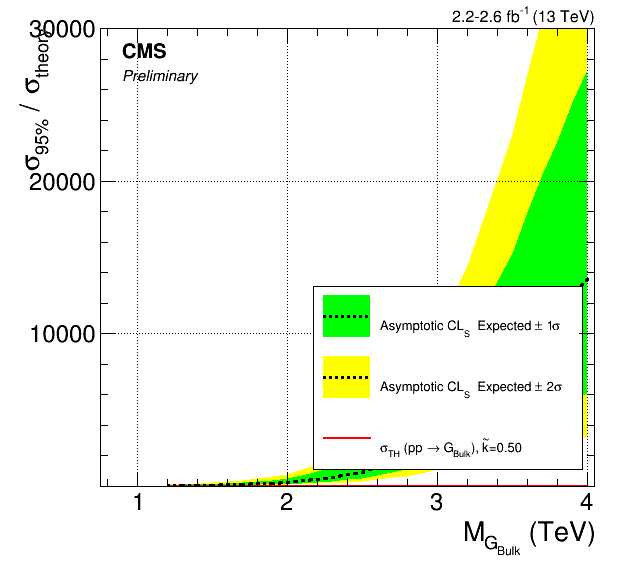 2.2-2.6 fb⁻¹ (13 TeV)
30000
CMS
Preliminary
σ95% / σtheory
20000
10000
Asymptotic CLS Expected ± 1σ
Asymptotic CLS Expected ± 2σ
σTH (pp → GBulk), k̃=0.50
1 2 3 4
MGBulk (TeV)